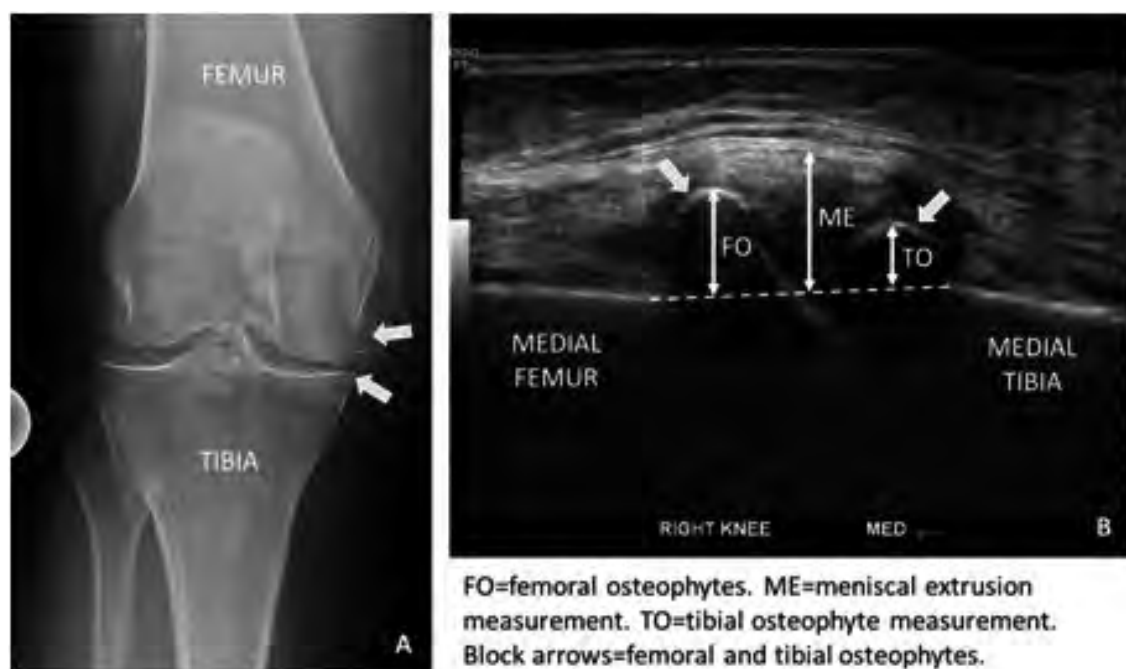 FEMUR
TIBIA
A
FO
ME
TO
MEDIAL
FEMUR
MEDIAL
TIBIA
RIGHT KNEE
MED
B
FO=femoral osteophytes. ME=meniscal extrusion
measurement. TO=tibial osteophyte measurement.
Block arrows=femoral and tibial osteophytes.